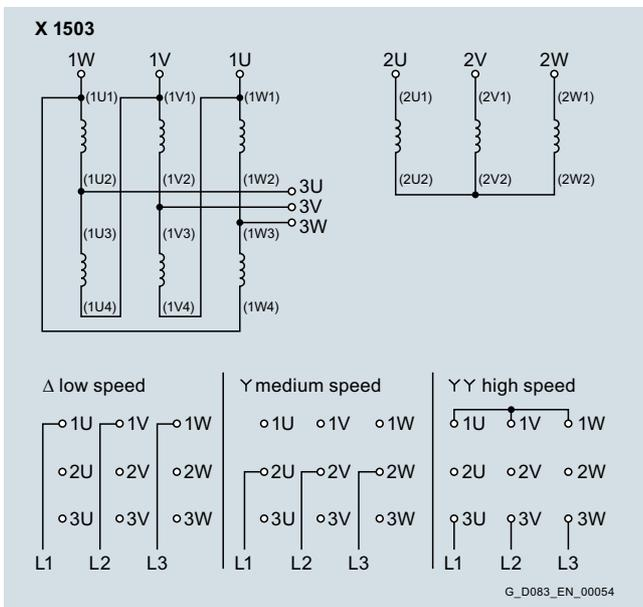 X 1503
1W 1V 1U 2U 2V 2W
(1U1) (1V1) (1W1) (2U1) (2V1) (2W1)
(1U2) (1V2) (1W2) (2U2) (2V2) (2W2)
3U
3V
3W
(1U3) (1V3) (1W3)
(1U4) (1V4) (1W4)
Δ low speed
1U 1V 1W
2U 2V 2W
3U 3V 3W
L1 L2 L3
Y medium speed
1U 1V 1W
2U 2V 2W
3U 3V 3W
L1 L2 L3
YY high speed
1U 1V 1W
2U 2V 2W
3U 3V 3W
L1 L2 L3
G_D083_EN_00054